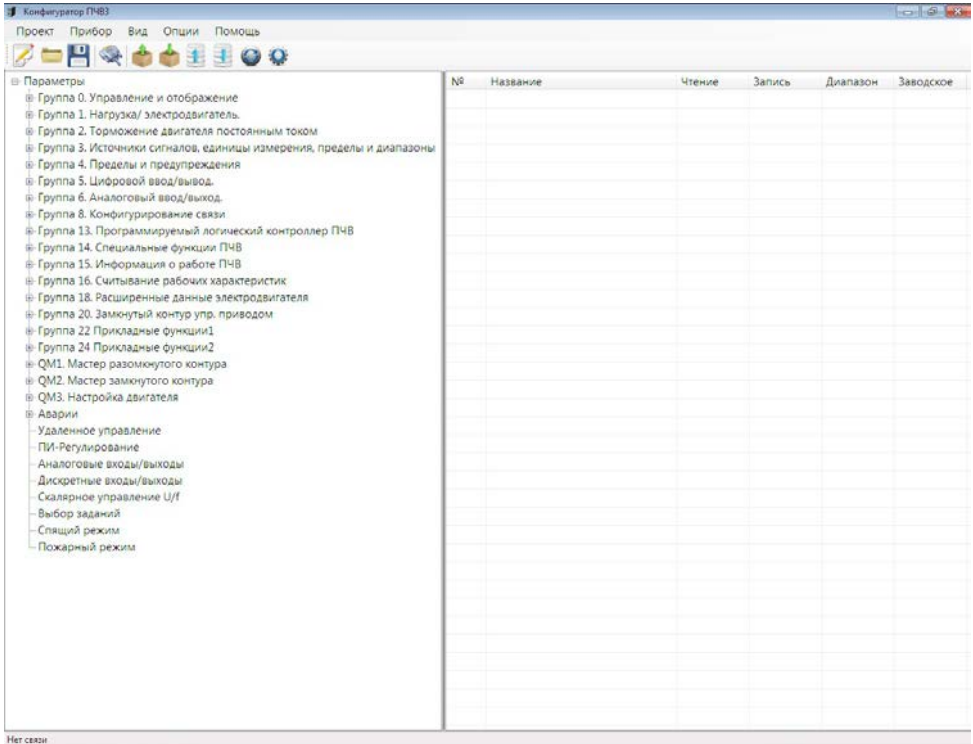 Конфигуратор ПЧВ3
Проект Прибор Вид Опции Помощь
Параметры
Группа 0. Управление и отображение
Группа 1. Нагрузка/ электродвигатель.
Группа 2. Торможение двигателя постоянным током
Группа 3. Источники сигналов, единицы измерения, пределы и диапазоны
Группа 4. Пределы и предупреждения
Группа 5. Цифровой ввод/вывод.
Группа 6. Аналоговый ввод/выход.
Группа 8. Конфигурирование связи
Группа 13. Программируемый логический контроллер ПЧВ
Группа 14. Специальные функции ПЧВ
Группа 15. Информация о работе ПЧВ
Группа 16. Считывание рабочих характеристик
Группа 18. Расширенные данные электродвигателя
Группа 20. Замкнутый контур упр. приводом
Группа 22 Прикладные функции1
Группа 24 Прикладные функции2
QM1. Мастер разомкнутого контура
QM2. Мастер замкнутого контура
QM3. Настройка двигателя
Аварии
Удаленное управление
ПИ-Регулирование
Аналоговые входы/выходы
Дискретные входы/выходы
Скалярное управление U/f
Выбор заданий
Спящий режим
Пожарный режим
№ Название Чтение Запись Диапазон Заводское
Нет связи